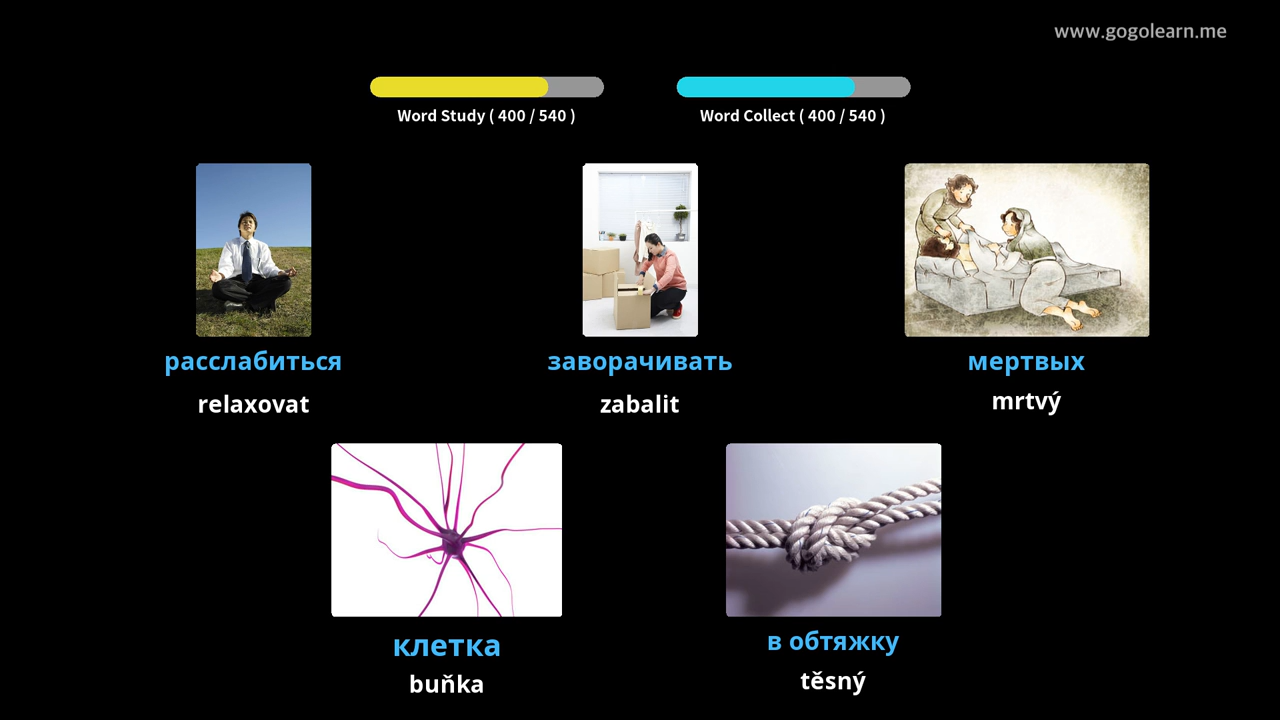 www.gogolearn.me
Word Study ( 400 / 540 )
Word Collect ( 400 / 540 )
расслабиться
заворачивать
мертвых
relaxovat
zabalit
mrtvý
клетка
в обтяжку
buňka
těsný